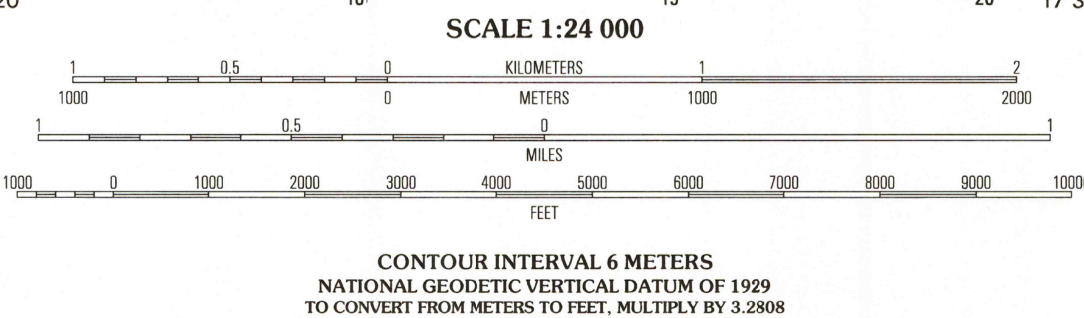 SCALE 1:24 000
1 0.5 0 KILOMETERS 1 2
1000 0 METERS 1000 2000
1 0.5 0 1
MILES
1000 0 1000 2000 3000 4000 5000 6000 7000 8000 9000 1000
FEET
CONTOUR INTERVAL 6 METERS
NATIONAL GEODETIC VERTICAL DATUM OF 1929
TO CONVERT FROM METERS TO FEET, MULTIPLY BY 3.2808